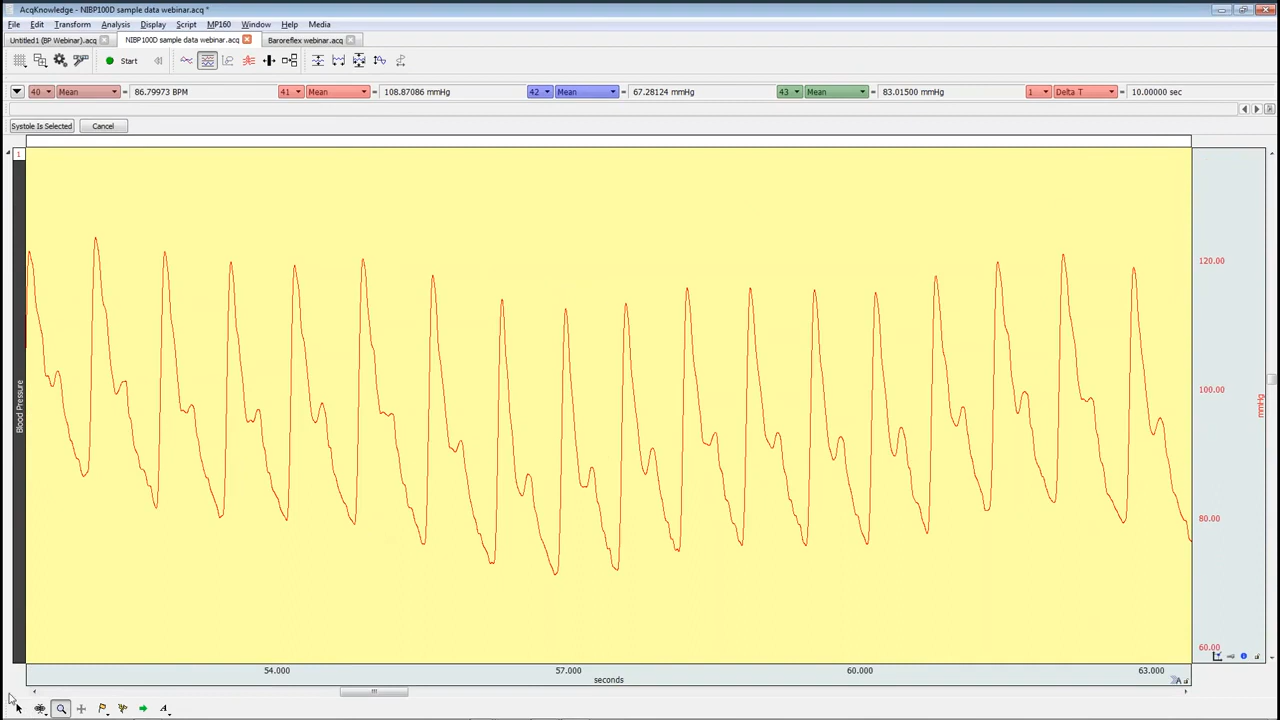 AcqKnowledge - NIBP100D sample data webinar.acq *
File Edit Transform Analysis Display Script MP160 Window Help Media
Untitled1 (BP Webinar).acq NIBP100D sample data webinar.acq Baroreflex webinar.acq
Start
40 Mean = 86.79973 BPM 41 Mean = 108.87086 mmHg 42 Mean = 67.28124 mmHg 43 Mean = 83.01500 mmHg 1 Delta T = 10.00000 sec
Systole Is Selected Cancel
1
Blood Pressure
120.00
100.00
mmHg
80.00
60.00
54.000 57.000 60.000 63.000
seconds
A